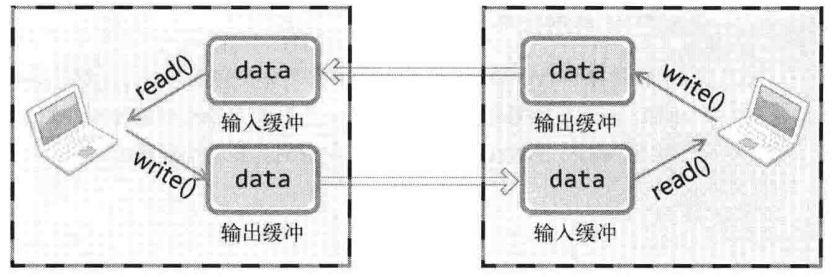 read()
data
输入缓冲
write()
data
输出缓冲
data
输出缓冲
write()
data
输入缓冲
read()